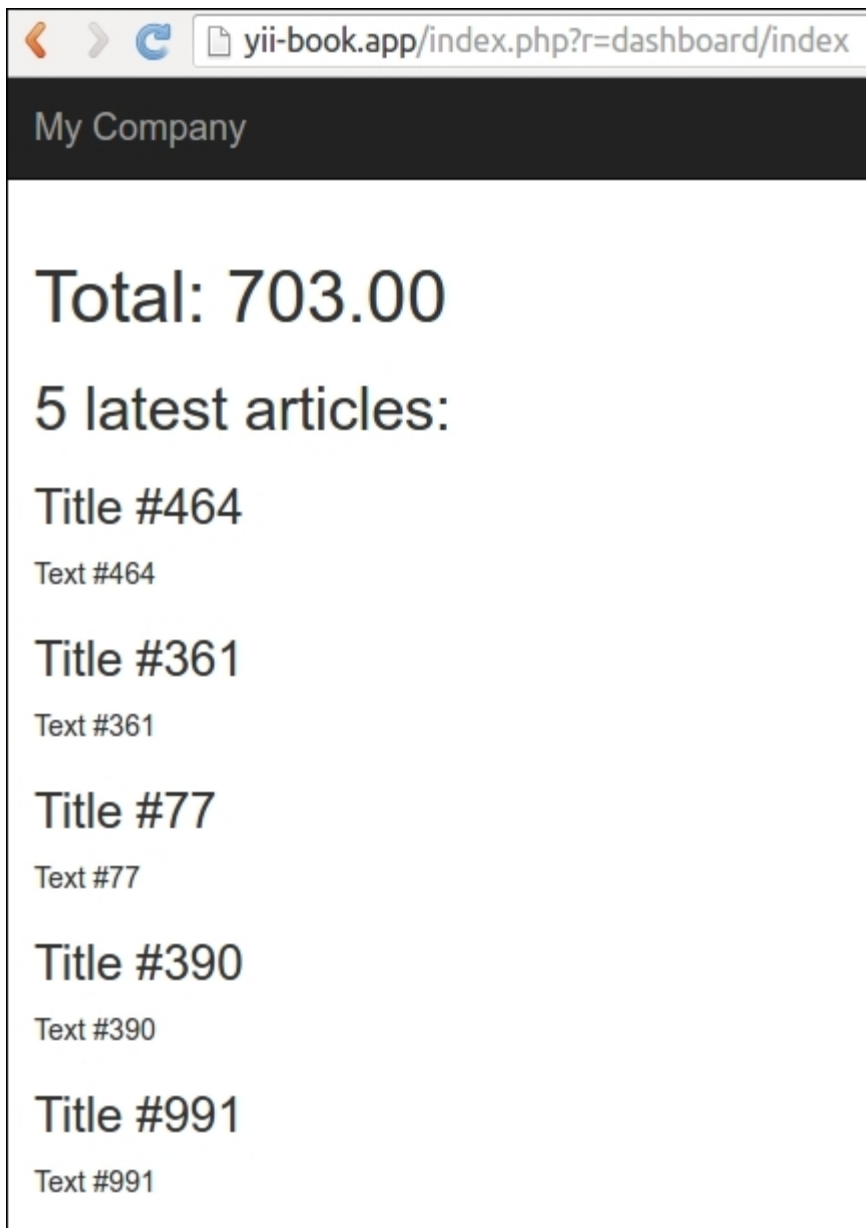 yii-book.app/index.php?r=dashboard/index
My Company
Total: 703.00
5 latest articles:
Title #464
Text #464
Title #361
Text #361
Title #77
Text #77
Title #390
Text #390
Title #991
Text #991